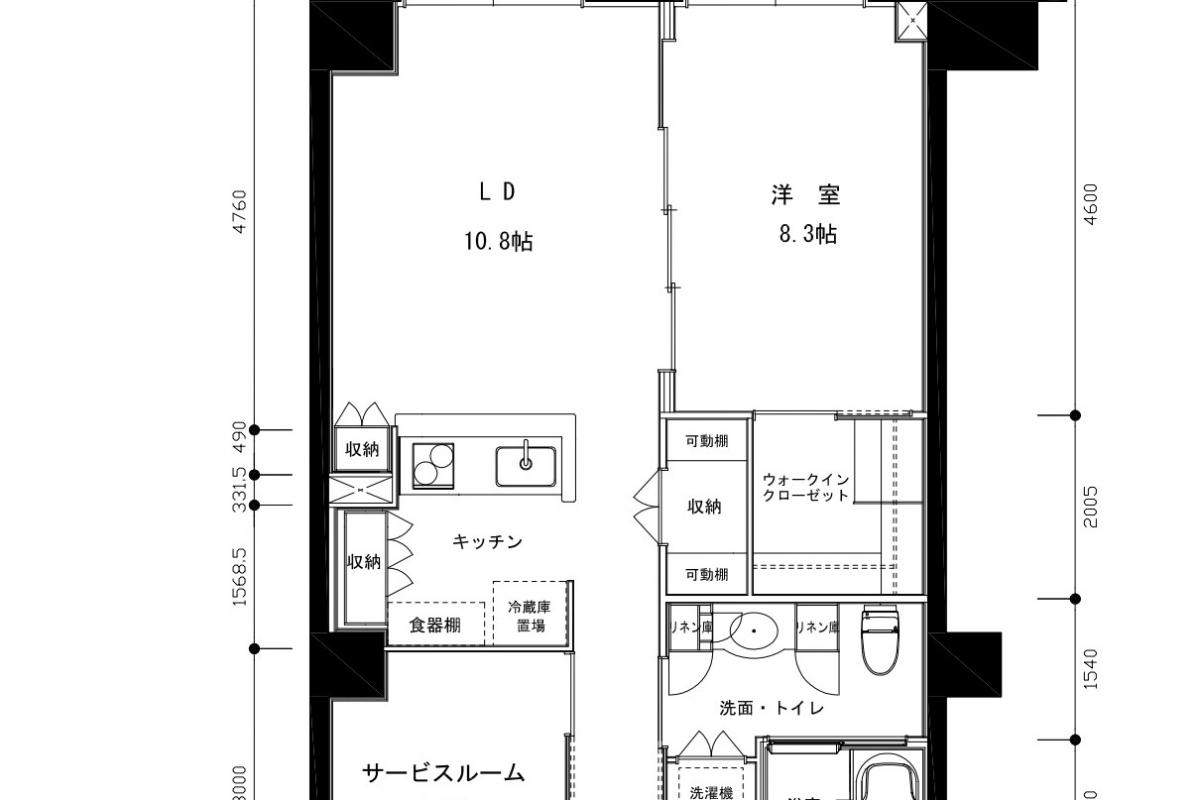 LD
10.8帖
洋 室
8.3帖
4760
4600
490
331.5
1568.5
3000
2005
1540
収納
収納
キッチン
食器棚
冷蔵庫
置場
可動棚
収納
可動棚
ウォークイン
クローゼット
リネン庫
リネン庫
洗面・トイレ
サービスルーム
洗濯機